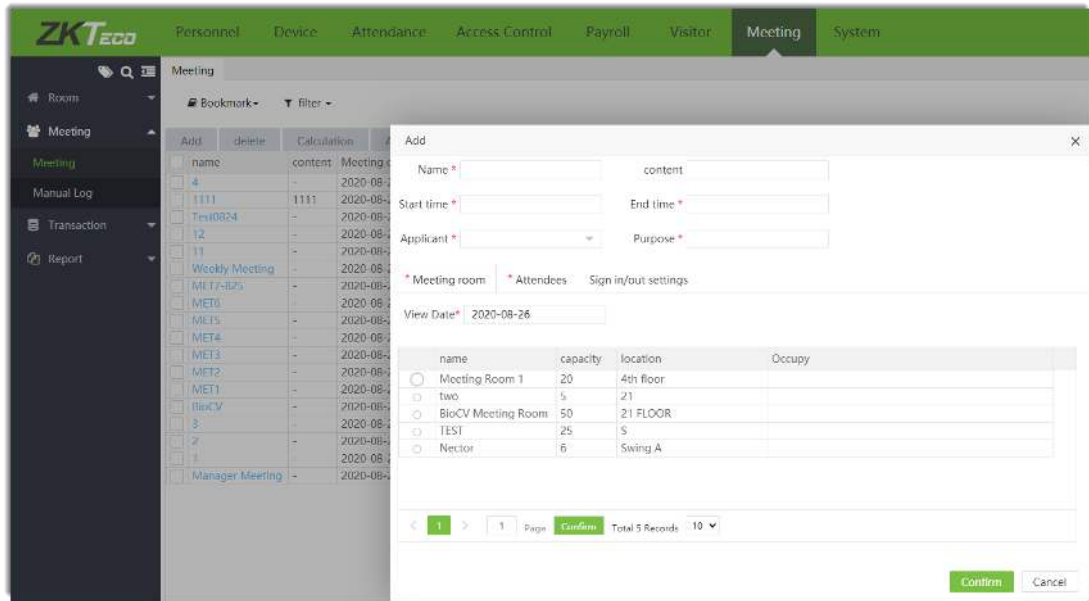 ZKTeco
Personnel Device Attendance Access Control Payroll Visitor Meeting System
Meeting
Room
Bookmark filter
Meeting
Add delete Calculation
name content Meeting
Meeting
4 - 2020-08-
Manual Log
1111 1111 2020-08-
Test0824 - 2020-08-
Transaction
12 - 2020-08-
11 - 2020-08-
Report
Weekly Meeting - 2020-08-
MET7-825 - 2020-08-
MET6 - 2020-08-
MET5 - 2020-08-
MET4 - 2020-08-
MET3 - 2020-08-
MET2 - 2020-08-
MET1 - 2020-08-
BioCV - 2020-08-
3 - 2020-08-
2 - 2020-08-
1 - 2020-08-
Manager Meeting - 2020-08-
Add ×
Name * content
Start time * End time *
Applicant * Purpose *
* Meeting room * Attendees Sign in/out settings
View Date* 2020-08-26
name capacity location Occupy
Meeting Room 1 20 4th floor
two 5 21
BioCV Meeting Room 50 21 FLOOR
TEST 25 S
Nector 6 Swing A
< 1 > 1 Page Confirm Total 5 Records 10
Confirm Cancel